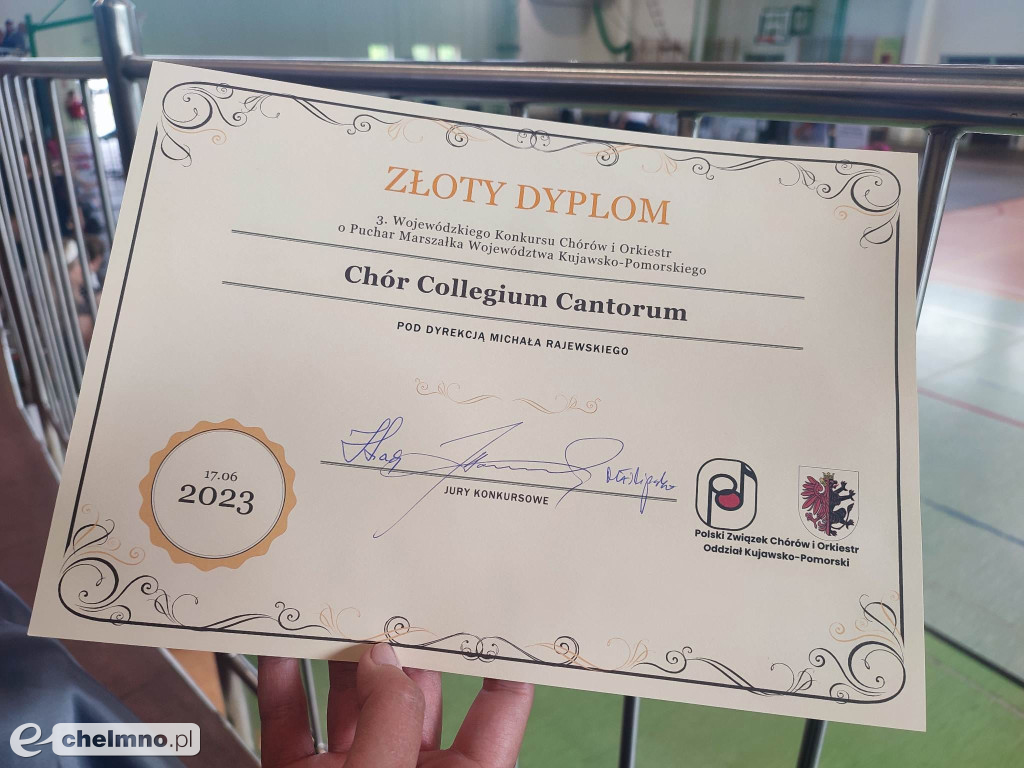 ZŁOTY DYPLOM
3. Wojewódzkiego Konkursu Chórów i Orkiestr
o Puchar Marszałka Województwa Kujawsko-Pomorskiego
Chór Collegium Cantorum
POD DYREKCJĄ MICHAŁA RAJEWSKIEGO
17.06
2023
JURY KONKURSOWE
Polski Związek Chórów i Orkiestr
Oddział Kujawsko-Pomorski
e-chelmno.pl